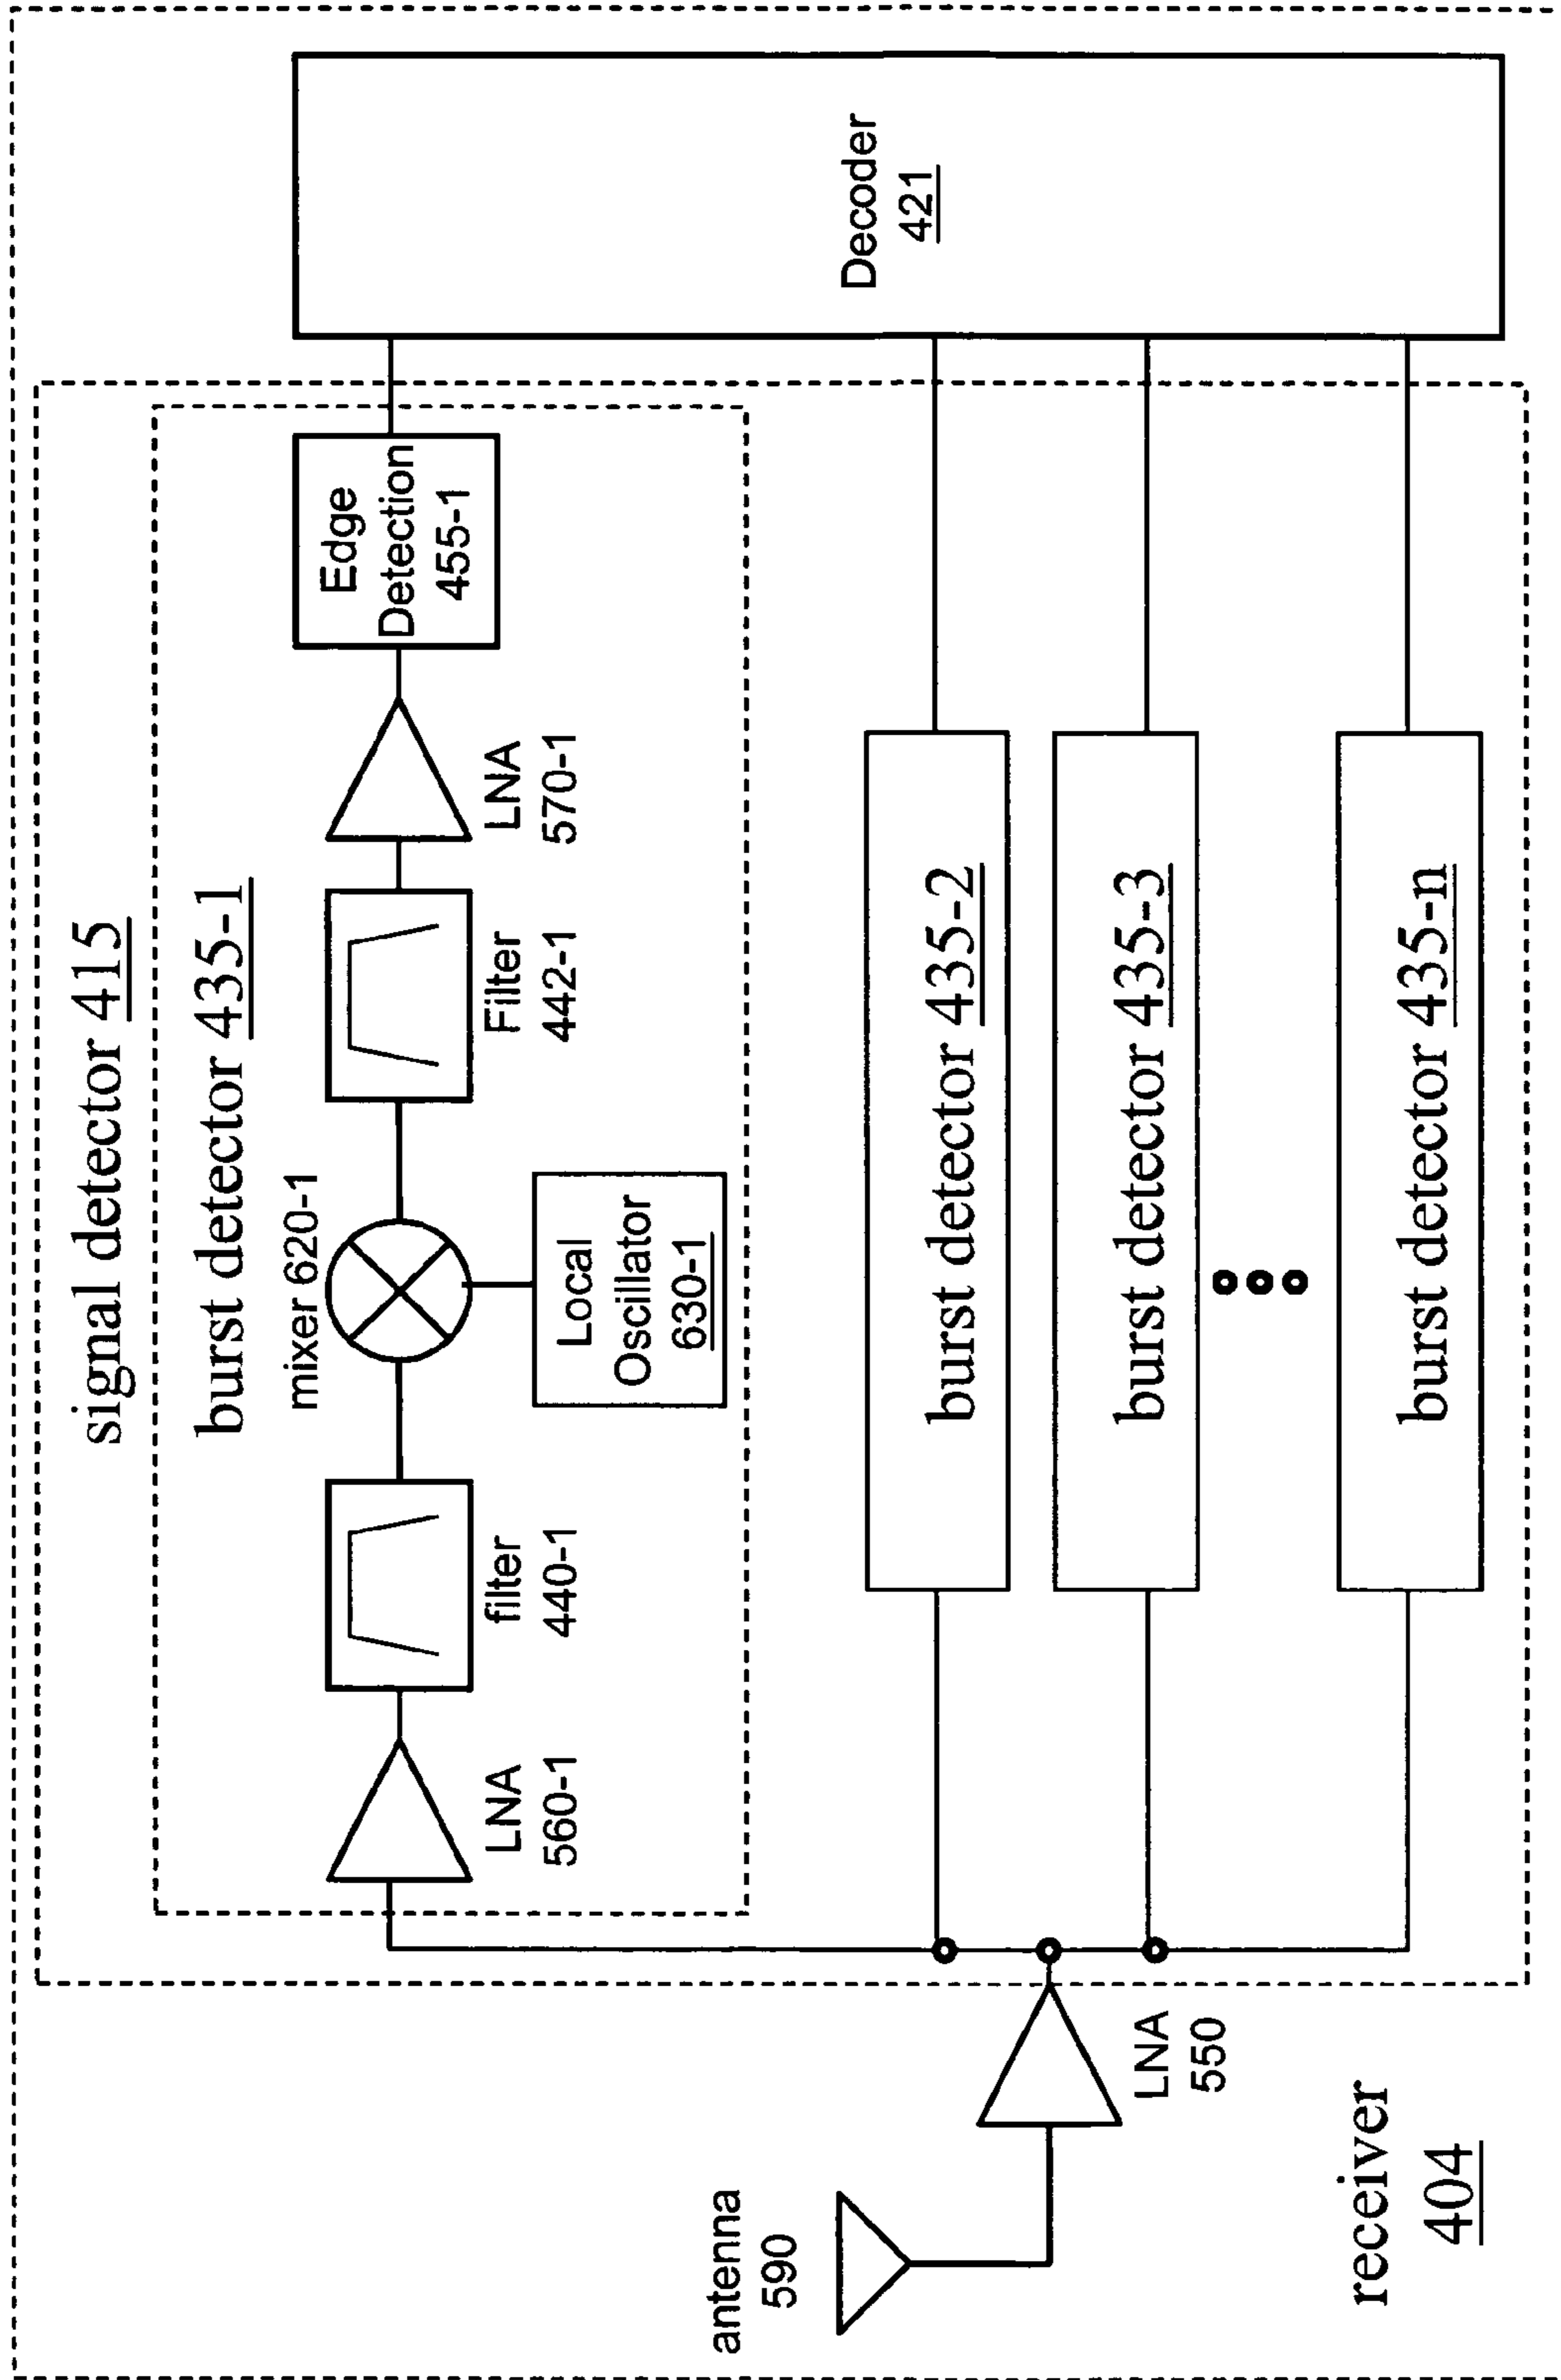 signal detector 415
burst detector 435-1
mixer 620-1
LNA
560-1
filter
440-1
Local
Oscillator
630-1
Filter
442-1
LNA
570-1
Edge
Detection
455-1
Decoder
421
burst detector 435-2
burst detector 435-3
burst detector 435-n
antenna
590
LNA
550
receiver
404